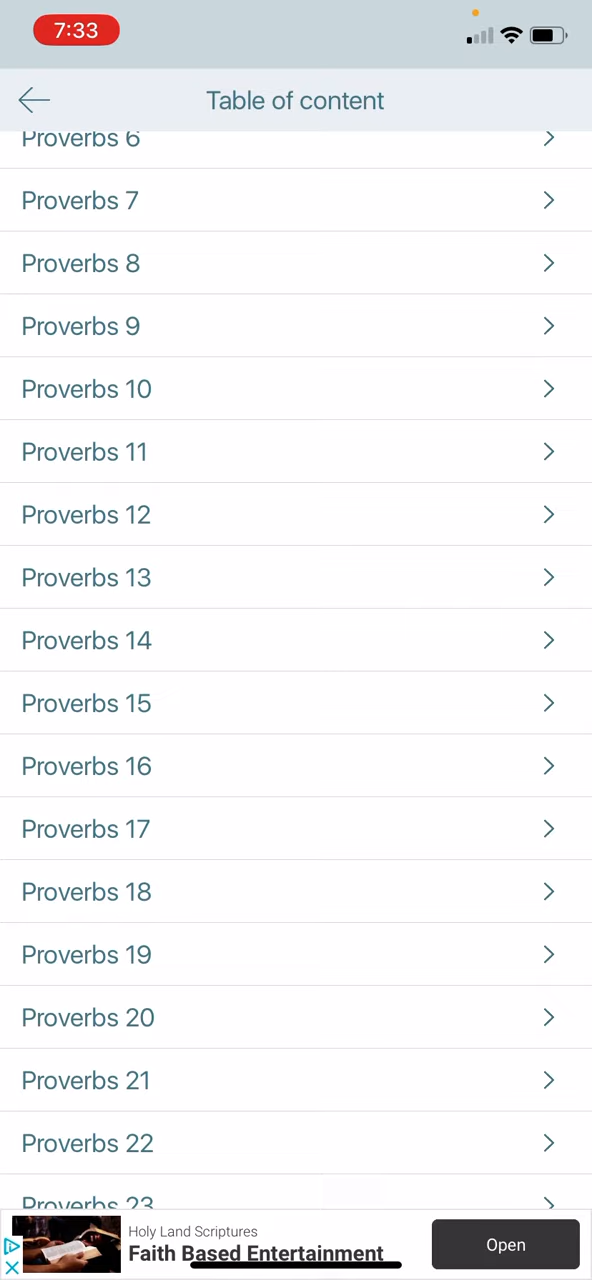 7:33
Table of content
Proverbs 6
Proverbs 7
Proverbs 8
Proverbs 9
Proverbs 10
Proverbs 11
Proverbs 12
Proverbs 13
Proverbs 14
Proverbs 15
Proverbs 16
Proverbs 17
Proverbs 18
Proverbs 19
Proverbs 20
Proverbs 21
Proverbs 22
Proverbs 23
Holy Land Scriptures
Faith Based Entertainment
Open